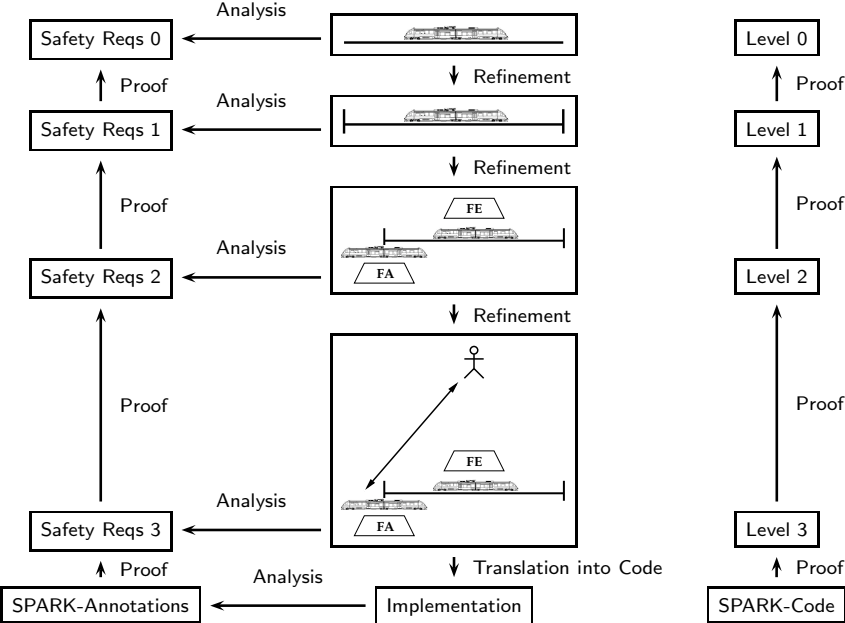 Analysis
Safety Reqs 0
Level 0
Refinement
Proof
Proof
Analysis
Safety Reqs 1
Level 1
Refinement
Proof
Proof
FE
Analysis
Safety Reqs 2
FA
Level 2
Refinement
Proof
Proof
FE
Analysis
Safety Reqs 3
FA
Level 3
Proof
Translation into Code
Proof
Analysis
SPARK-Annotations
Implementation
SPARK-Code